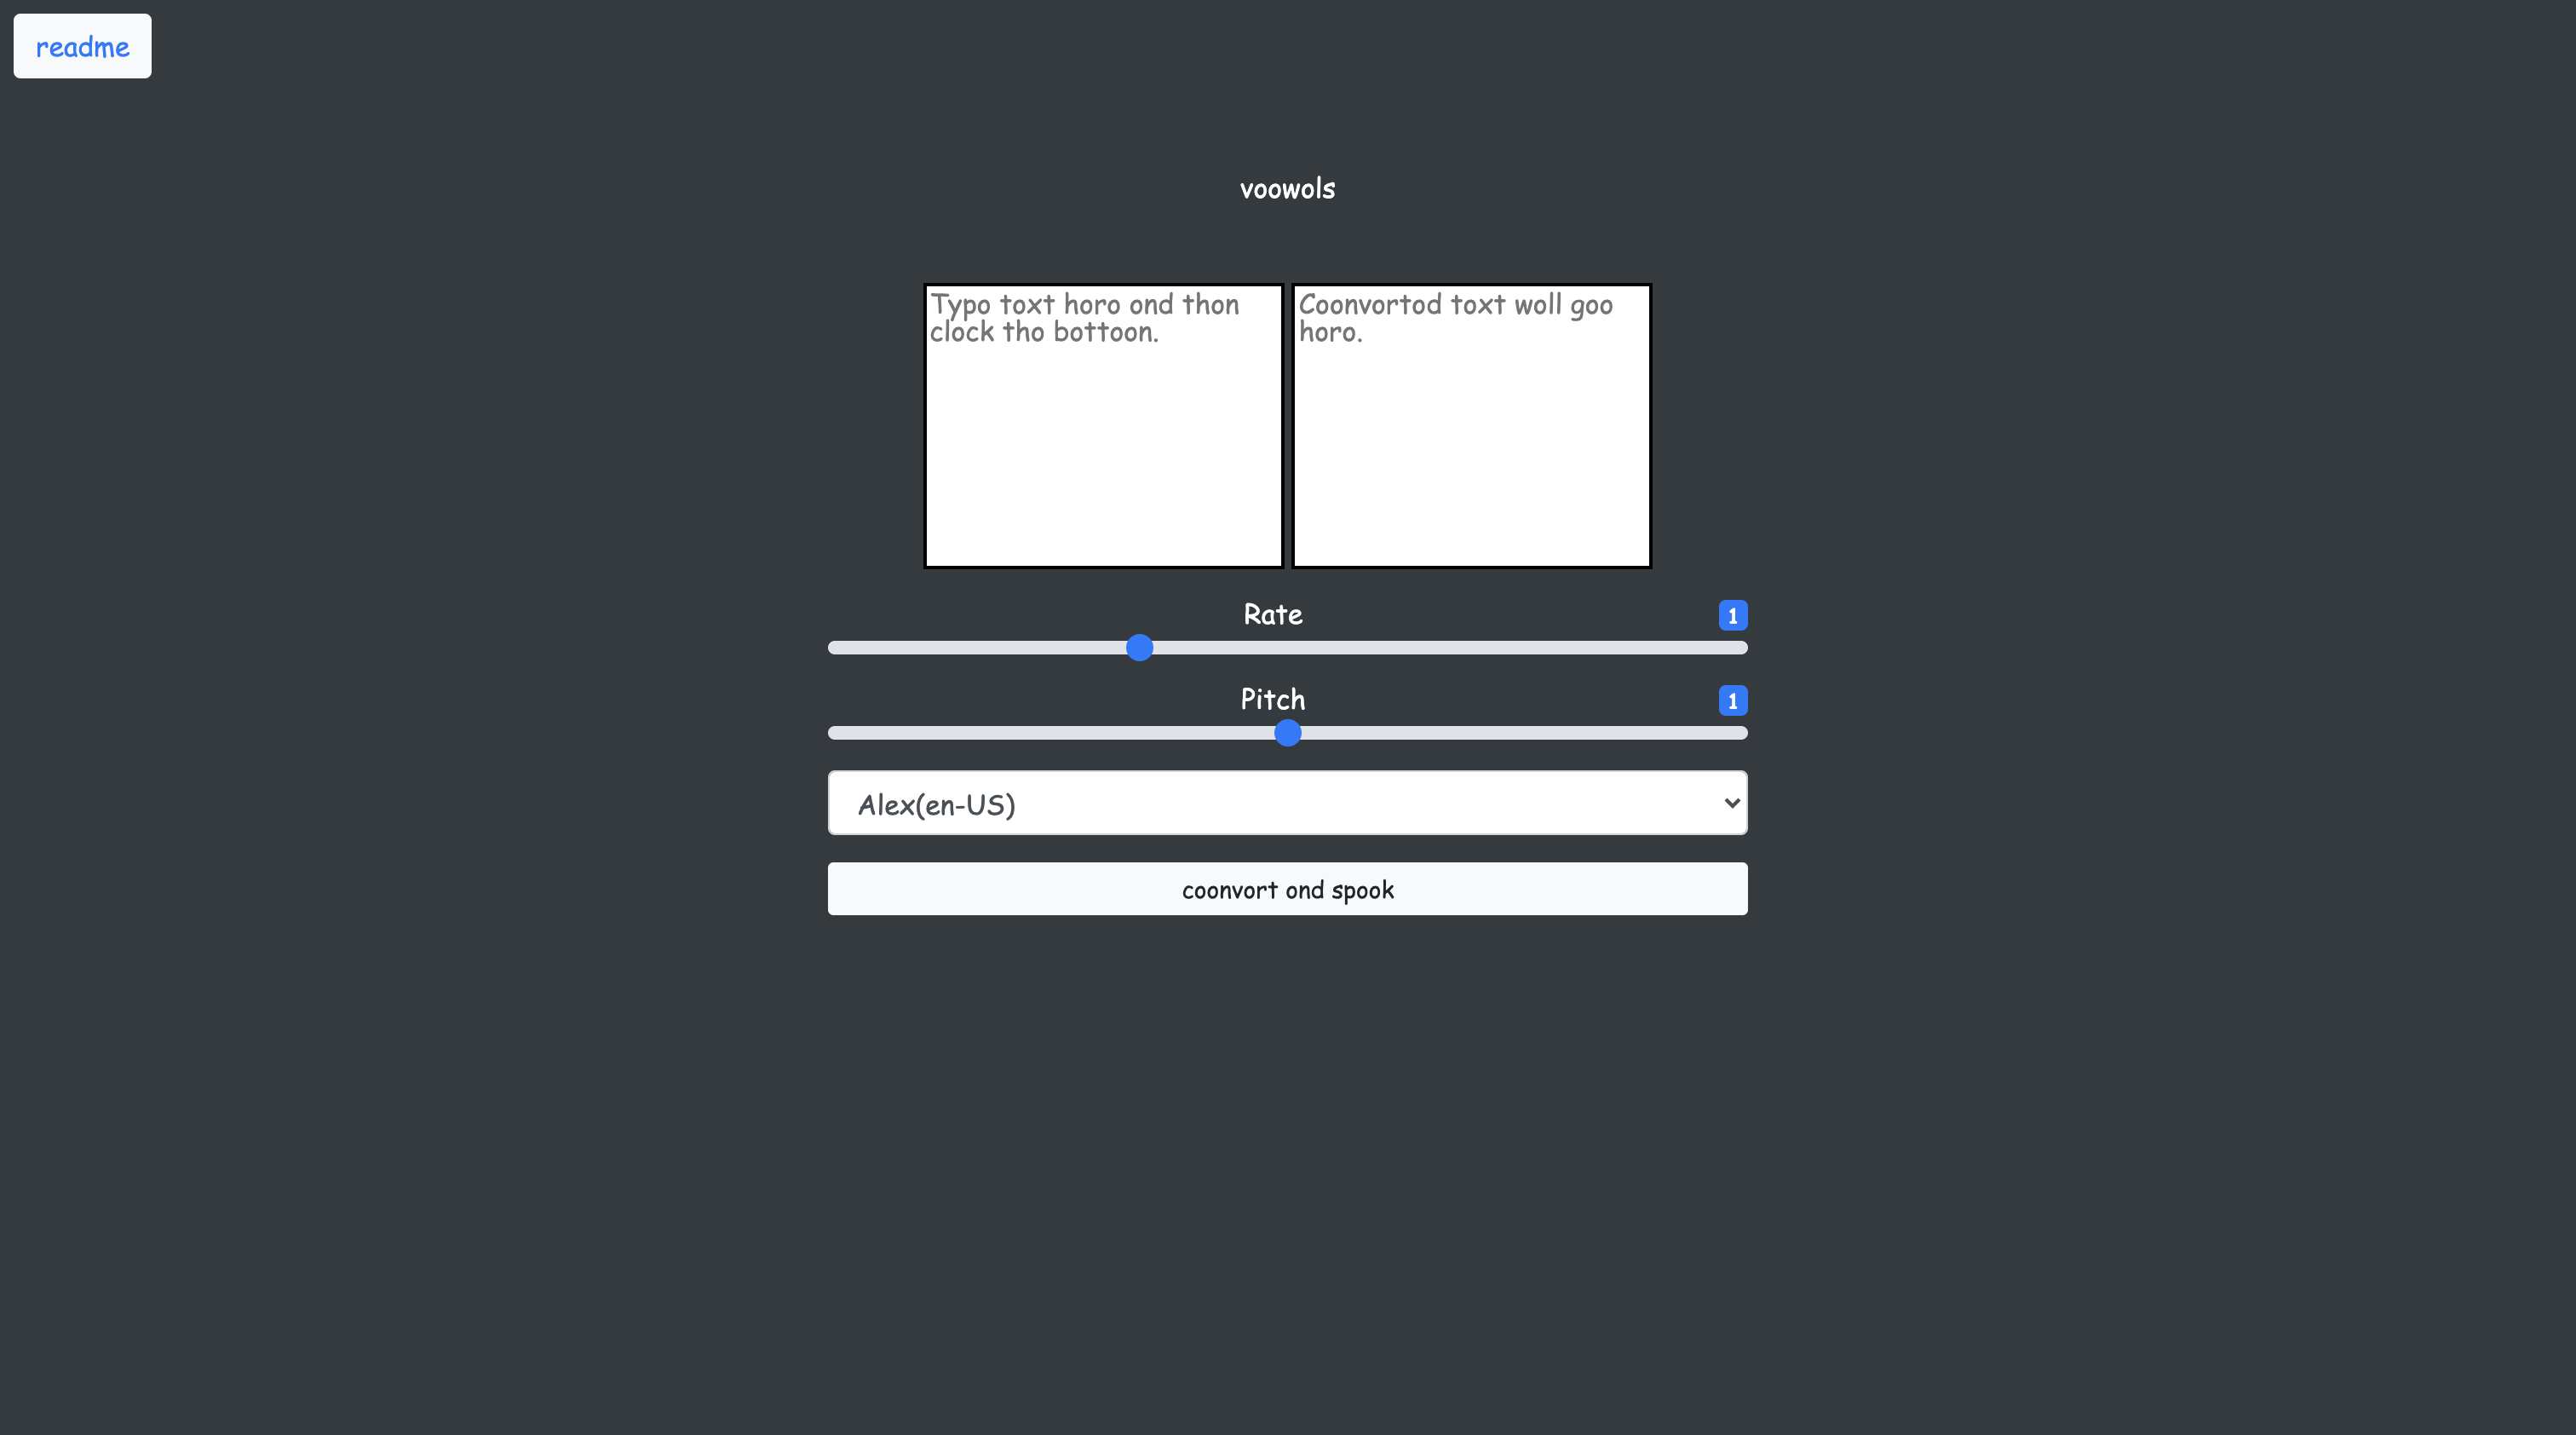 readme
voowols
Typo toxt horo ond thon
clock tho bottoon.
Coonvortod toxt woll goo
horo.
Rate
1
Pitch
1
Alex(en-US)
coonvort ond spook